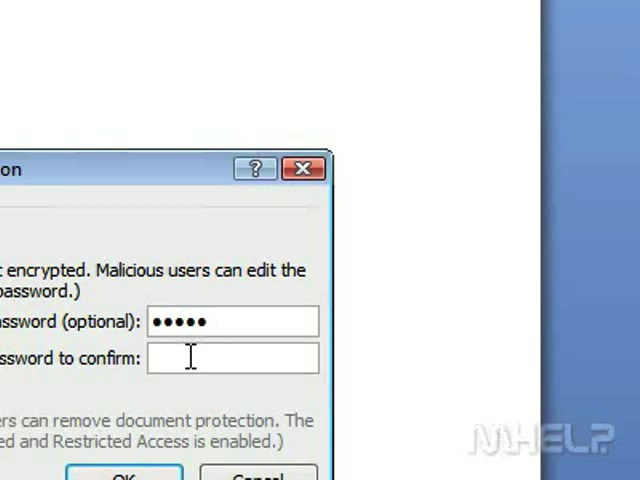 on
?
t encrypted. Malicious users can edit the
password.)
assword (optional): •••••
ssword to confirm:
ers can remove document protection. The
ed and Restricted Access is enabled.)
OK Cancel
MHELP